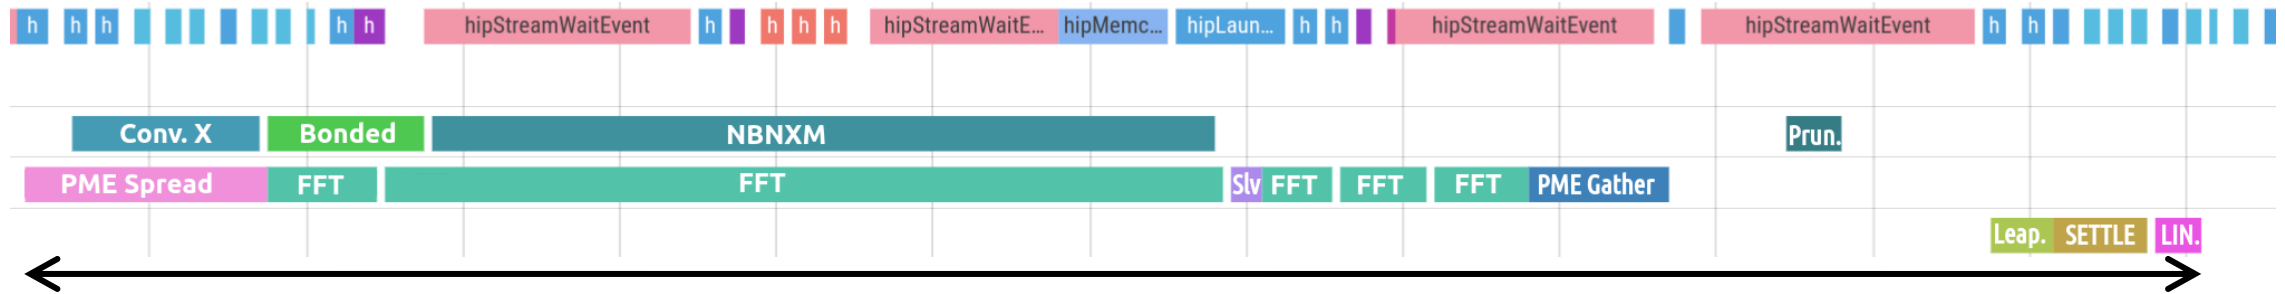 h h h h h hipStreamWaitEvent h h h h hipStreamWaitE... hipMemc... hipLaun... h h hipStreamWaitEvent hipStreamWaitEvent h h
Conv. X Bonded NBNXM Prun.
PME Spread FFT FFT Slv FFT FFT FFT PME Gather
Leap. SETTLE LIN.